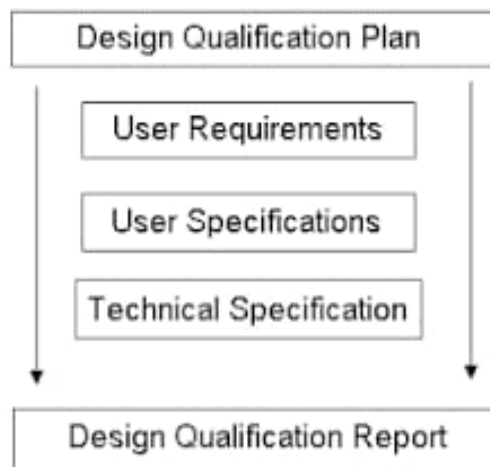 Design Qualification Plan
User Requirements
User Specifications
Technical Specification
Design Qualification Report